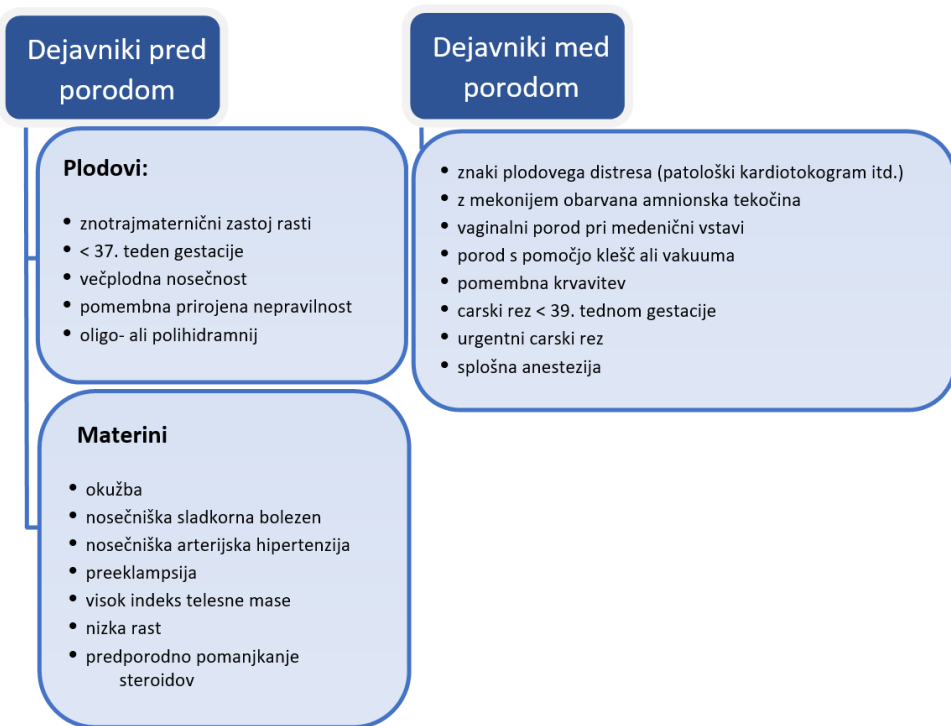 Dejavniki pred
porodom
Plodovi:
• znotrajmaternični zastoj rasti
• < 37. teden gestacije
• večplodna nosečnost
• pomembna prirojena nepravilnost
• oligo- ali polihidramnij
Materini
• okužba
• nosečniška sladkorna bolezen
• nosečniška arterijska hipertenzija
• preeklampsija
• visok indeks telesne mase
• nizka rast
• predporodno pomanjkanje
steroidov
Dejavniki med
porodom
• znaki plodovega distresa (patološki kardiotokogram itd.)
• z mekonijem obarvana amnionska tekočina
• vaginalni porod pri medenični vstavi
• porod s pomočjo klešč ali vakuuma
• pomembna krvavitev
• carski rez < 39. tednom gestacije
• urgentni carski rez
• splošna anestezija